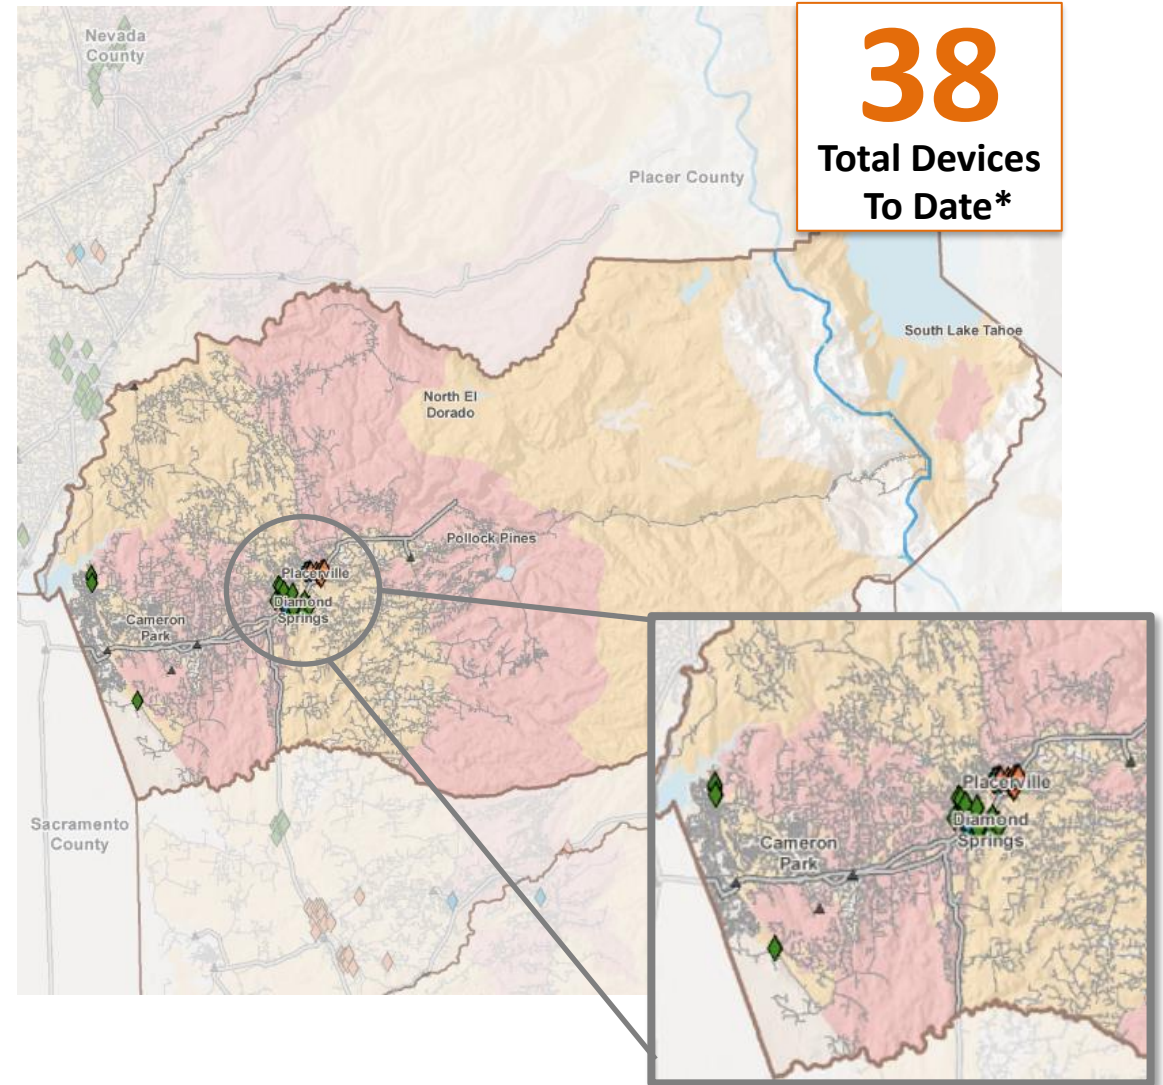 Nevada
County
38
Total Devices
To Date*
Placer County
South Lake Tahoe
North El
Dorado
Pollock Pines
Placerville
Diamond
Springs
Cameron
Park
Sacramento
County
Placerville
Diamond
Springs
Cameron
Park